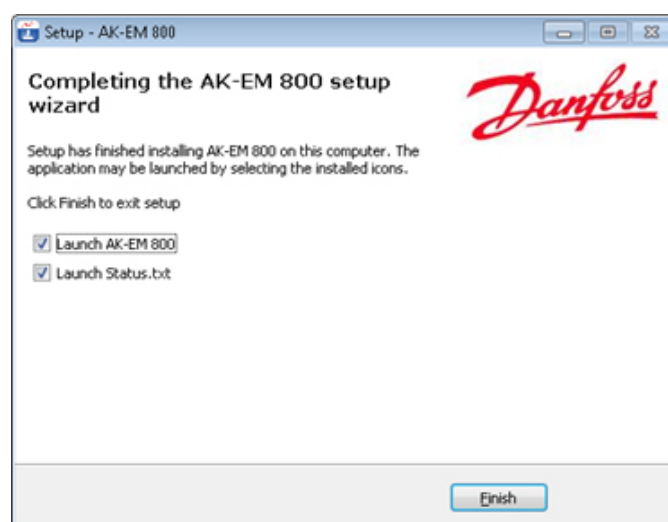 Setup - AK-EM 800
Completing the AK-EM 800 setup
wizard
Danfoss
Setup has finished installing AK-EM 800 on this computer. The
application may be launched by selecting the installed icons.
Click Finish to exit setup
Launch AK-EM 800
Launch Status.txt
Finish